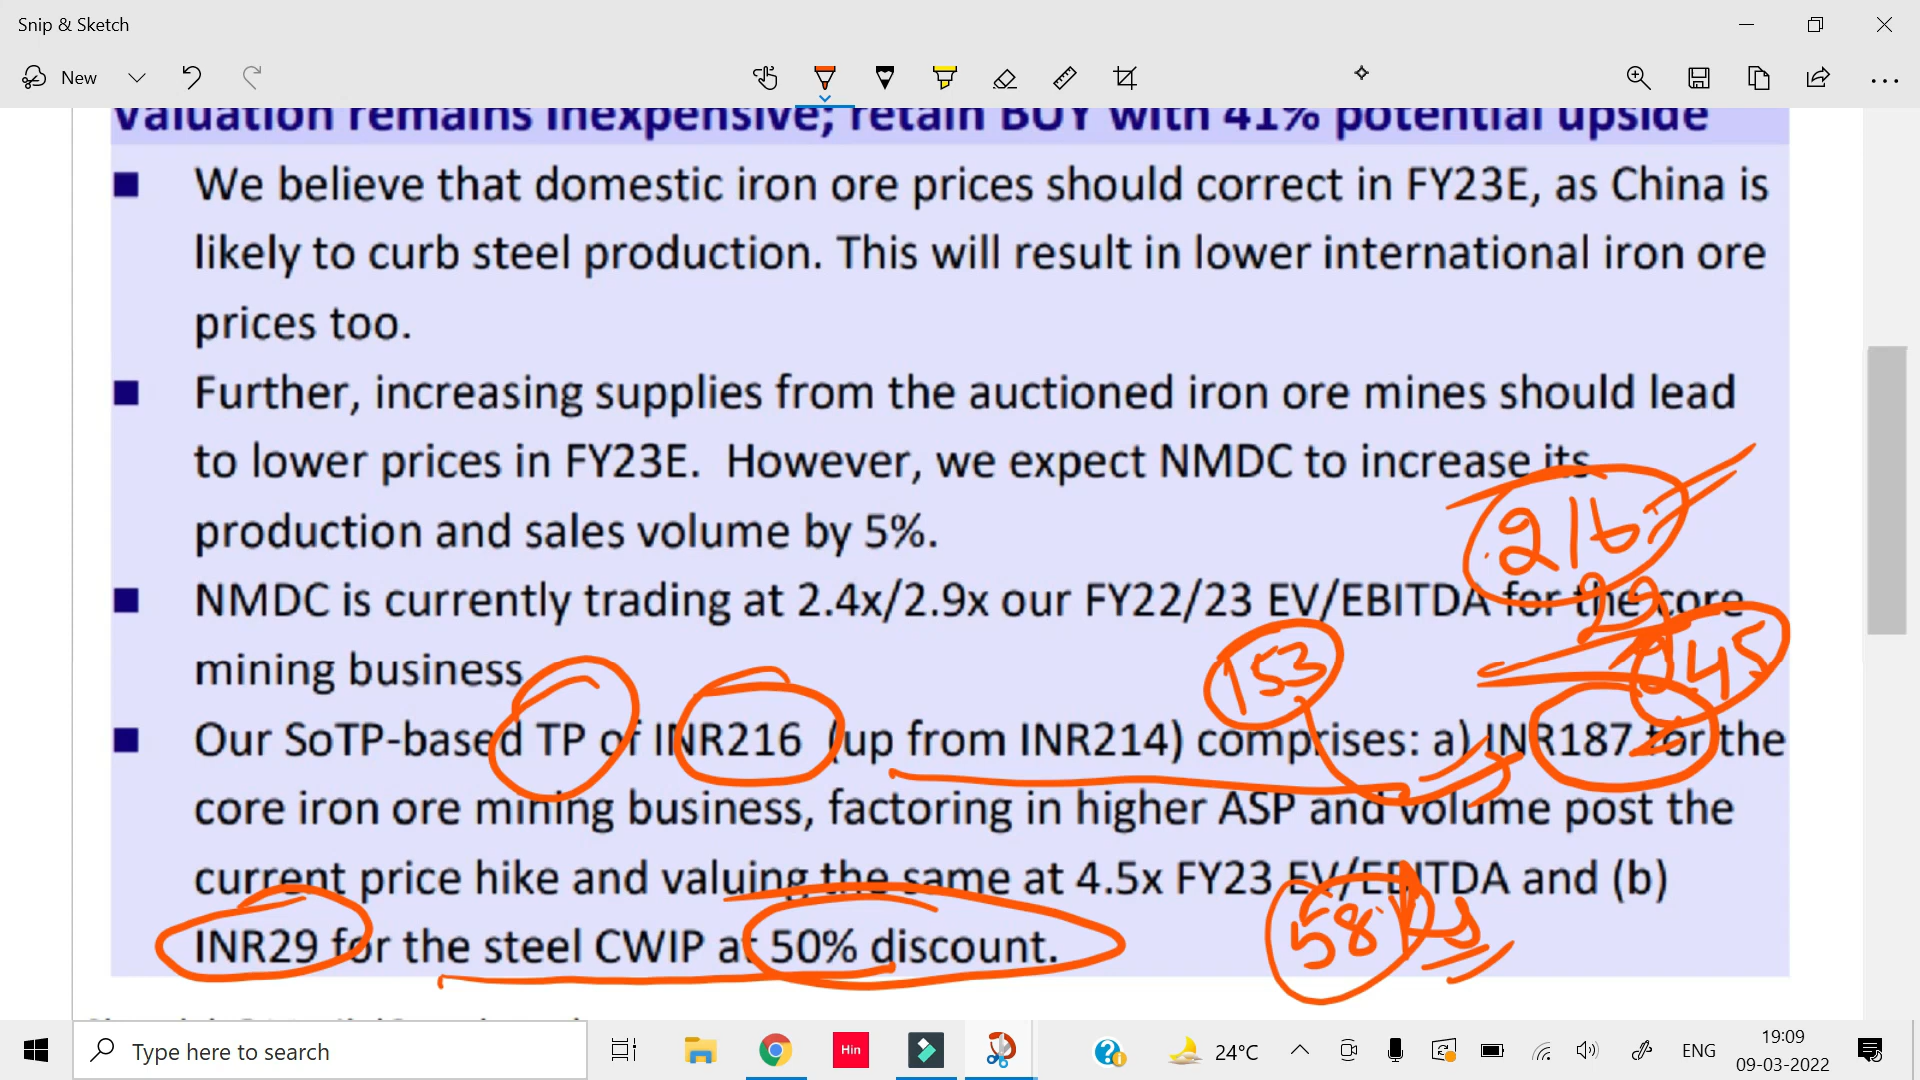 Snip & Sketch
New
Valuation remains inexpensive; retain BUY with 41% potential upside
We believe that domestic iron ore prices should correct in FY23E, as China is
likely to curb steel production. This will result in lower international iron ore
prices too.
Further, increasing supplies from the auctioned iron ore mines should lead
to lower prices in FY23E. However, we expect NMDC to increase its
production and sales volume by 5%.
216
NMDC is currently trading at 2.4x/2.9x our FY22/23 EV/EBITDA for the core
29
mining business
153
145
Our SoTP-based TP of INR216 (up from INR214) comprises: a) INR187 for the
core iron ore mining business, factoring in higher ASP and volume post the
current price hike and valuing the same at 4.5x FY23 EV/EBITDA and (b)
INR29 for the steel CWIP at 50% discount.
58 Rs
Type here to search
Hin
24°C
ENG
19:09
09-03-2022